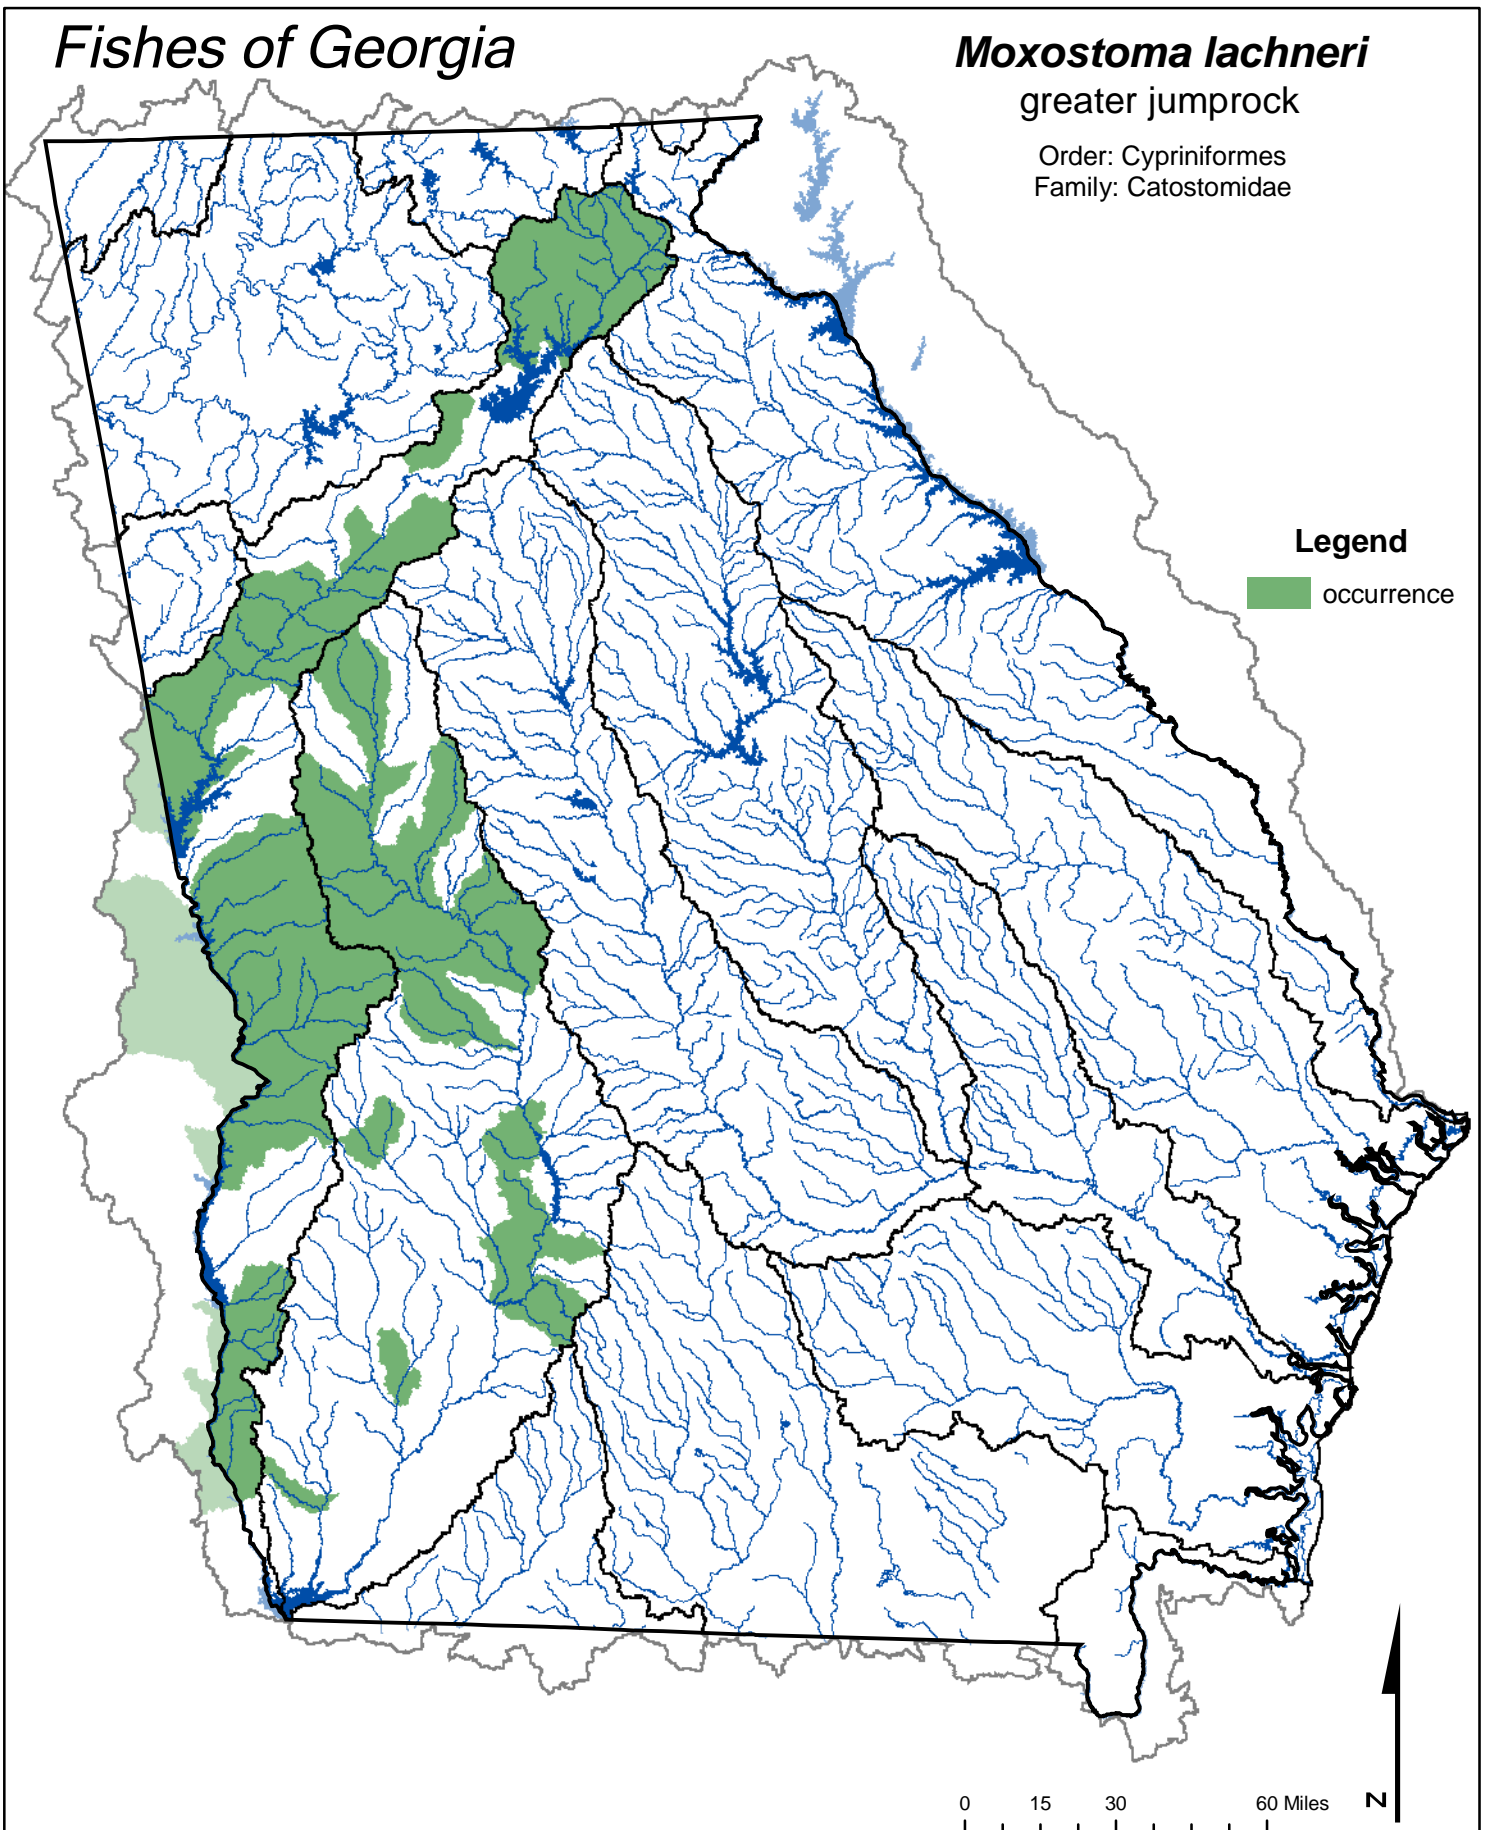 Fishes of Georgia
Moxostoma lachneri
greater jumprock
Order: Cypriniformes
Family: Catostomidae
Legend
occurrence
N
0 15 30 60 Miles